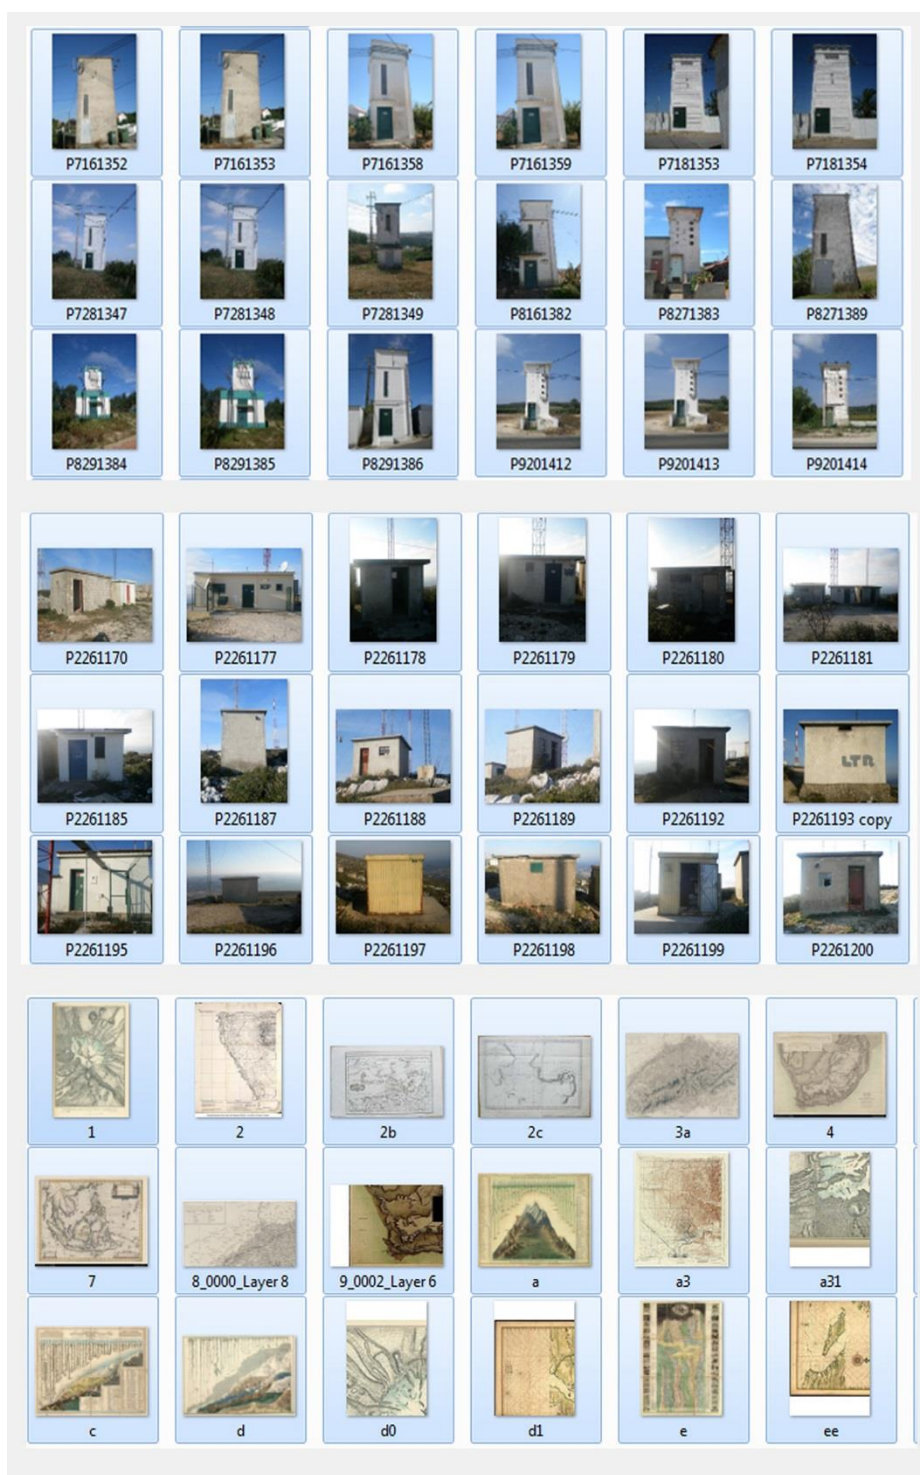 P7161352 P7161353 P7161358 P7161359 P7181353 P7181354
P7281347 P7281348 P7281349 P8161382 P8271383 P8271389
P8291384 P8291385 P8291386 P9201412 P9201413 P9201414
P2261170 P2261177 P2261178 P2261179 P2261180 P2261181
LTR
P2261185 P2261187 P2261188 P2261189 P2261192 P2261193 copy
P2261195 P2261196 P2261197 P2261198 P2261199 P2261200
1 2 2b 2c 3a 4
7 8_0000_Layer 8 9_0002_Layer 6 a a3 a31
c d d0 d1 e ee